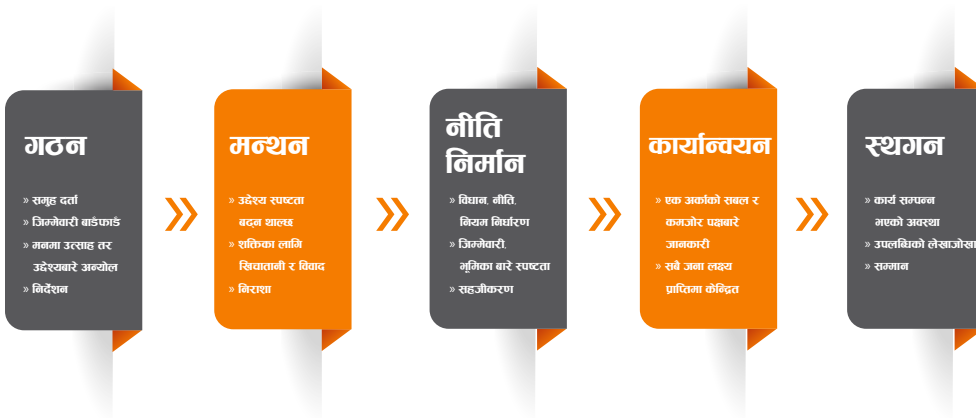 गठन
» समुह दर्ता
» जिम्मेवारी बाडँफाडँ
» मनमा उत्साह तर
उद्देश्यबारे अन्योल
» निर्देशन
मन्थन
» उद्देश्य स्पष्टता
बढ्न थाल्छ
» शक्तिका लागि
खिचातानी र विवाद
» निराशा
नीति
निर्मान
» विधान, नीति,
नियम निर्धारण
» जिम्मेवारी,
भूमिका बारे स्पष्टता
» सहजीकरण
कार्यान्वयन
» एक अर्काको सबल र
कमजोर पक्षबारे
जानकारी
» सबै जना लक्ष्य
प्राप्तिमा केन्द्रित
स्थगन
» कार्य सम्पन्न
भएको अवस्था
» उपलब्धिको लेखाजोखा
» सम्मान